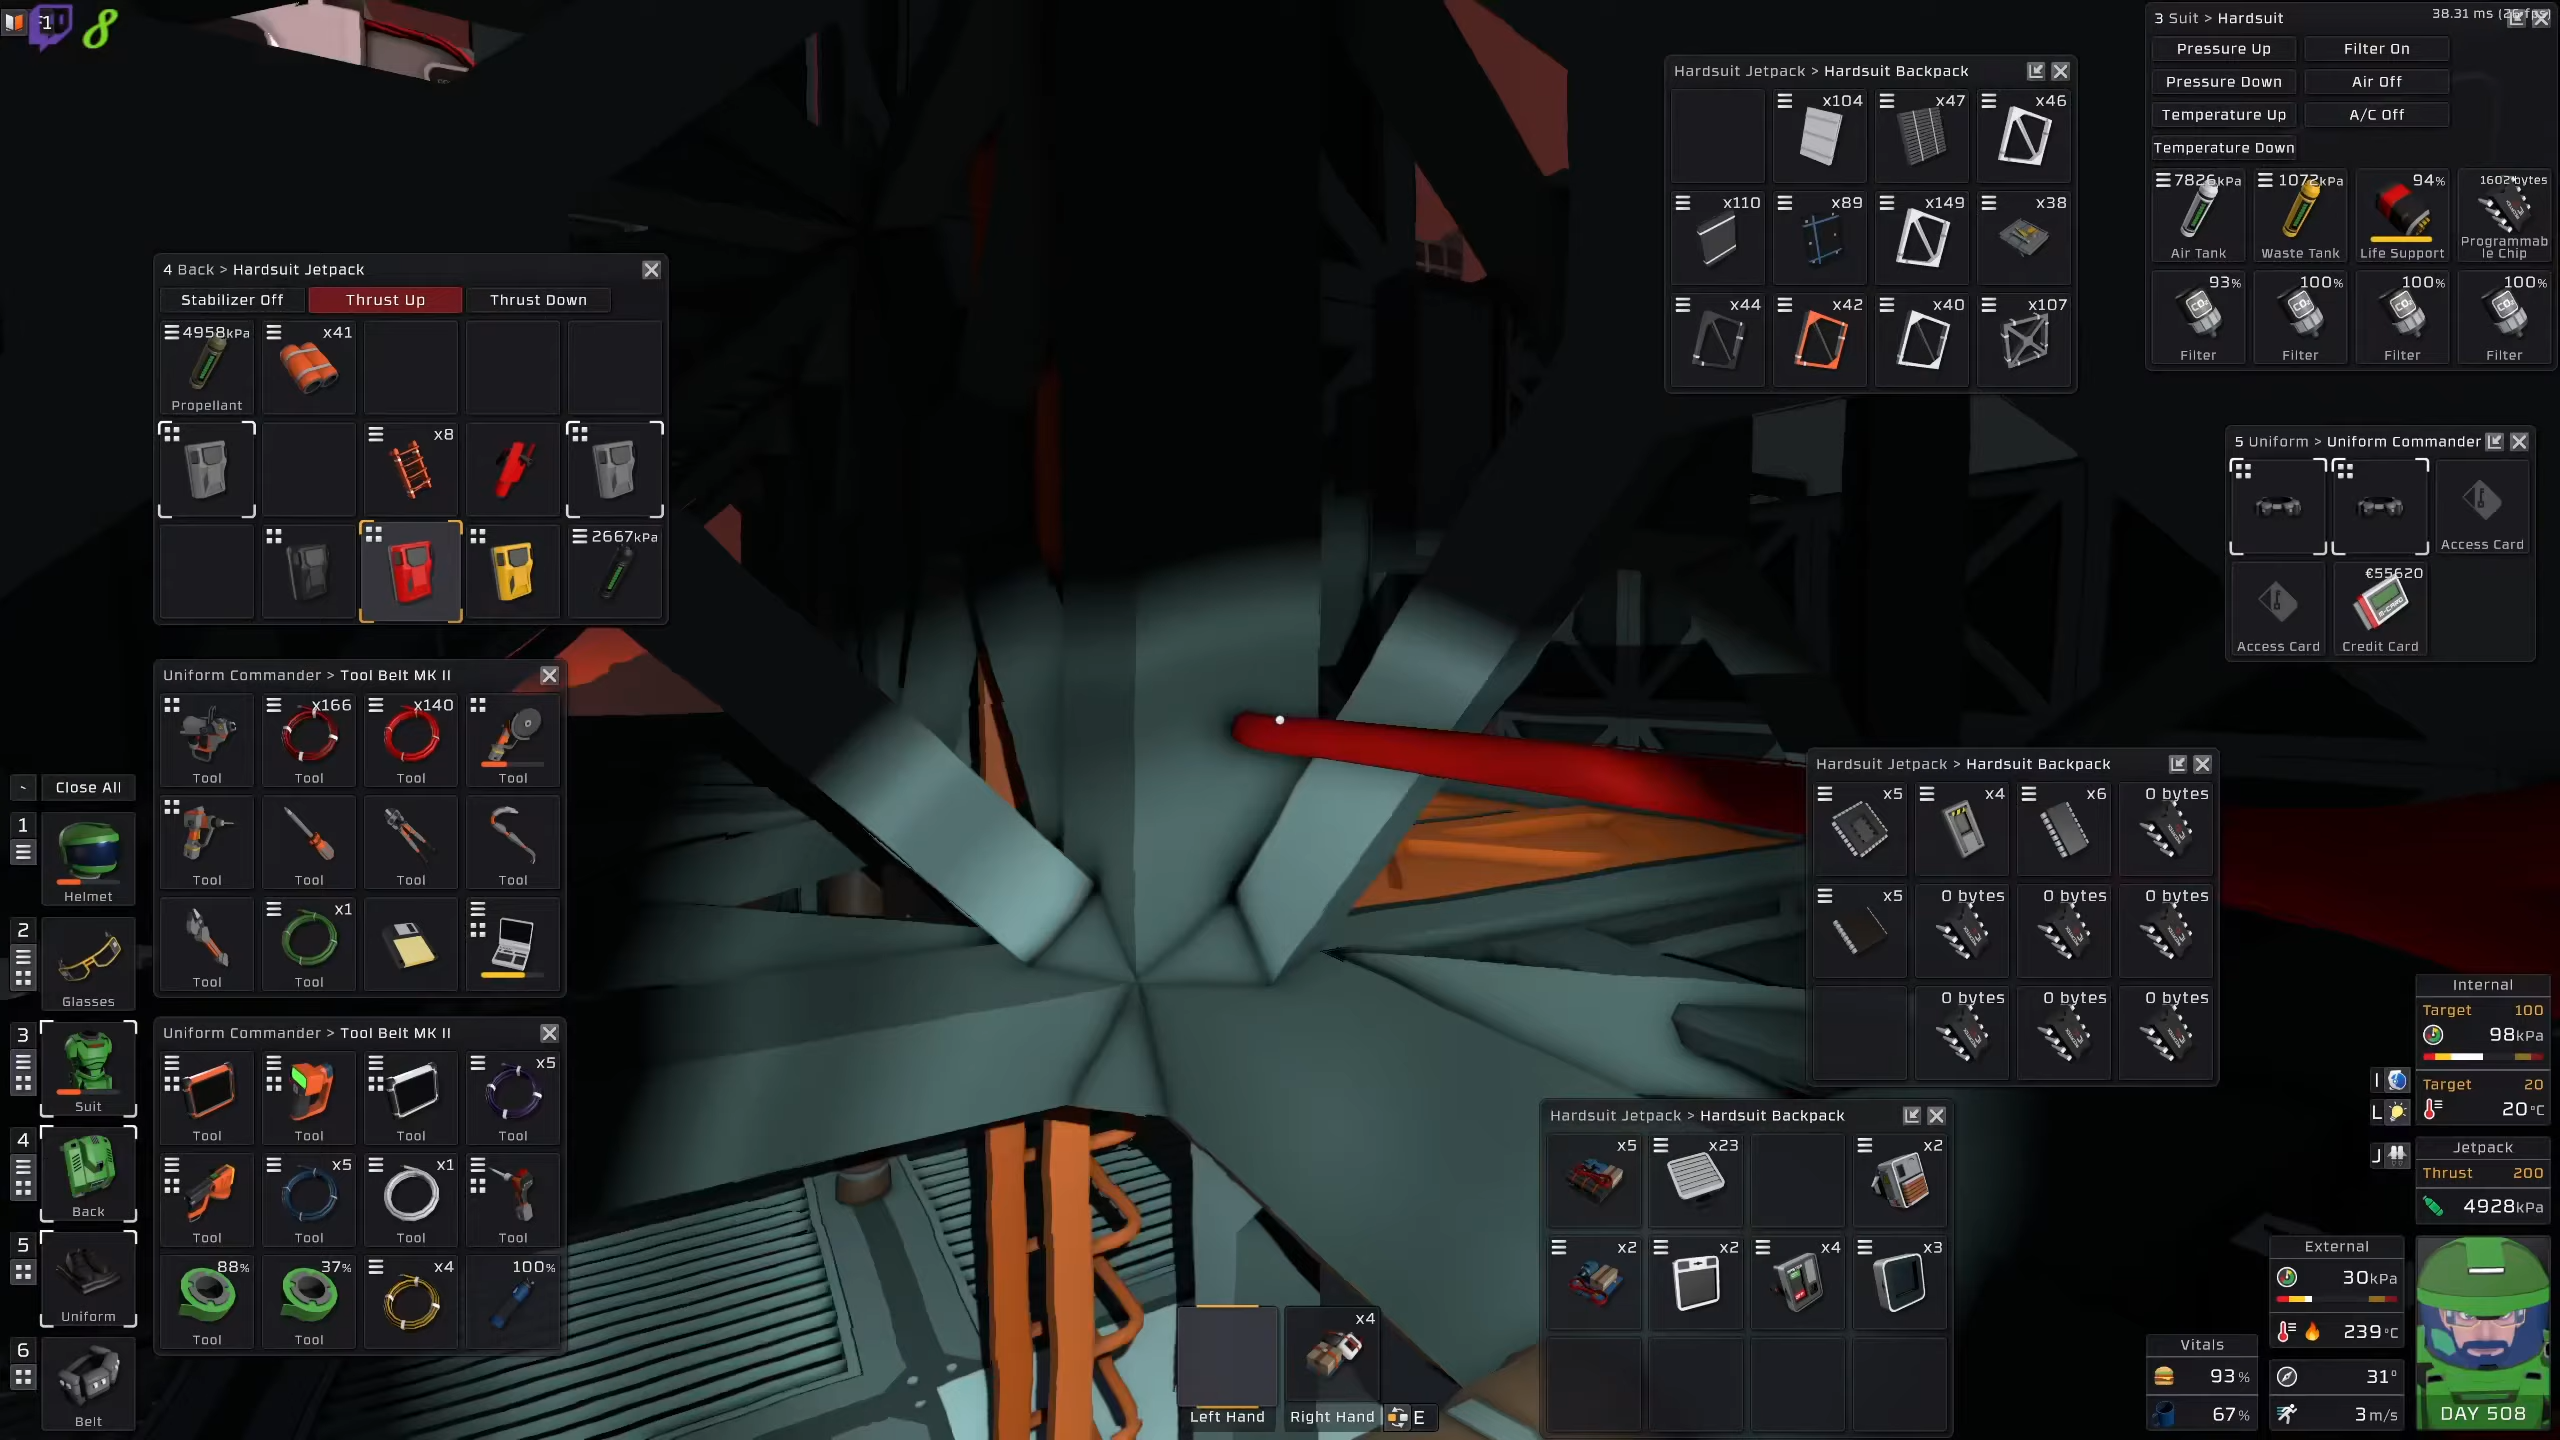 F1
8
38.31 ms (26 fps)
3 Suit > Hardsuit
Pressure Up
Filter On
Pressure Down
Air Off
Temperature Up
A/C Off
Temperature Down
7826kPa
1072kPa
94%
1602*bytes
Air Tank
Waste Tank
Life Support
Programmab
le Chip
93%
100%
100%
100%
Filter
Filter
Filter
Filter
Hardsuit Jetpack > Hardsuit Backpack
x104
x47
x46
x110
x89
x149
x38
x44
x42
x40
x107
4 Back > Hardsuit Jetpack
Stabilizer Off
Thrust Up
Thrust Down
4958kPa
x41
Propellant
x8
2667kPa
5 Uniform > Uniform Commander
Access Card
€55620
Access Card
Credit Card
Uniform Commander > Tool Belt MK II
x166
x140
Tool
Tool
Tool
Tool
Tool
Tool
Tool
Tool
x1
Tool
Tool
Tool
Tool
Uniform Commander > Tool Belt MK II
x5
Tool
Tool
Tool
Tool
x5
x1
Tool
Tool
Tool
Tool
88%
37%
x4
100%
Tool
Tool
~
Close All
1
Helmet
2
Glasses
3
Suit
4
Back
5
Uniform
6
Belt
Hardsuit Jetpack > Hardsuit Backpack
x5
x4
x6
0 bytes
x5
0 bytes
0 bytes
0 bytes
0 bytes
0 bytes
0 bytes
Hardsuit Jetpack > Hardsuit Backpack
x5
x23
x2
x2
x2
x4
x3
x4
Left Hand
Right Hand
E
Internal
Target 100
98kPa
Target 20
20°C
I
L
J
Jetpack
Thrust 200
4928kPa
External
30kPa
239°C
31°
3m/s
Vitals
93%
67%
DAY 508